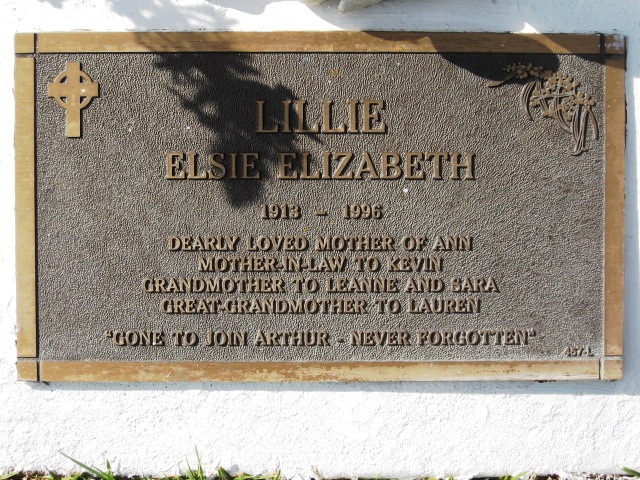 LILLIE
ELSIE ELIZABETH
1913 - 1996
DEARLY LOVED MOTHER OF ANN
MOTHER-IN-LAW TO KEVIN
GRANDMOTHER TO LEANNE AND SARA
GREAT-GRANDMOTHER TO LAUREN
"GONE TO JOIN ARTHUR - NEVER FORGOTTEN"
457-L